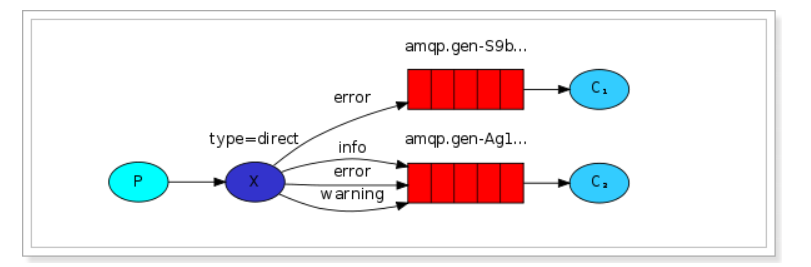 amqp.gen-S9b...
C₁
error
type=direct
amqp.gen-Ag1...
info
error
warning
P
X
C₂